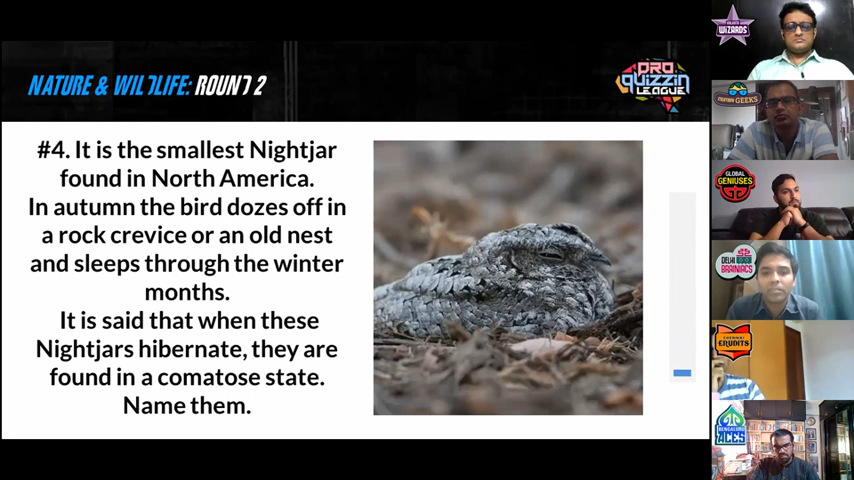 NATURE & WILDLIFE: ROUND 2
PRO
QUIZZIN
LEAGUE
#4. It is the smallest Nightjar
found in North America.
In autumn the bird dozes off in
a rock crevice or an old nest
and sleeps through the winter
months.
It is said that when these
Nightjars hibernate, they are
found in a comatose state.
Name them.
WIZARDS
GEEKS
GLOBAL
GENIUSES
DELHI
BRAINIACS
CHENNAI
ERUDITS
BENGALURU
ACES